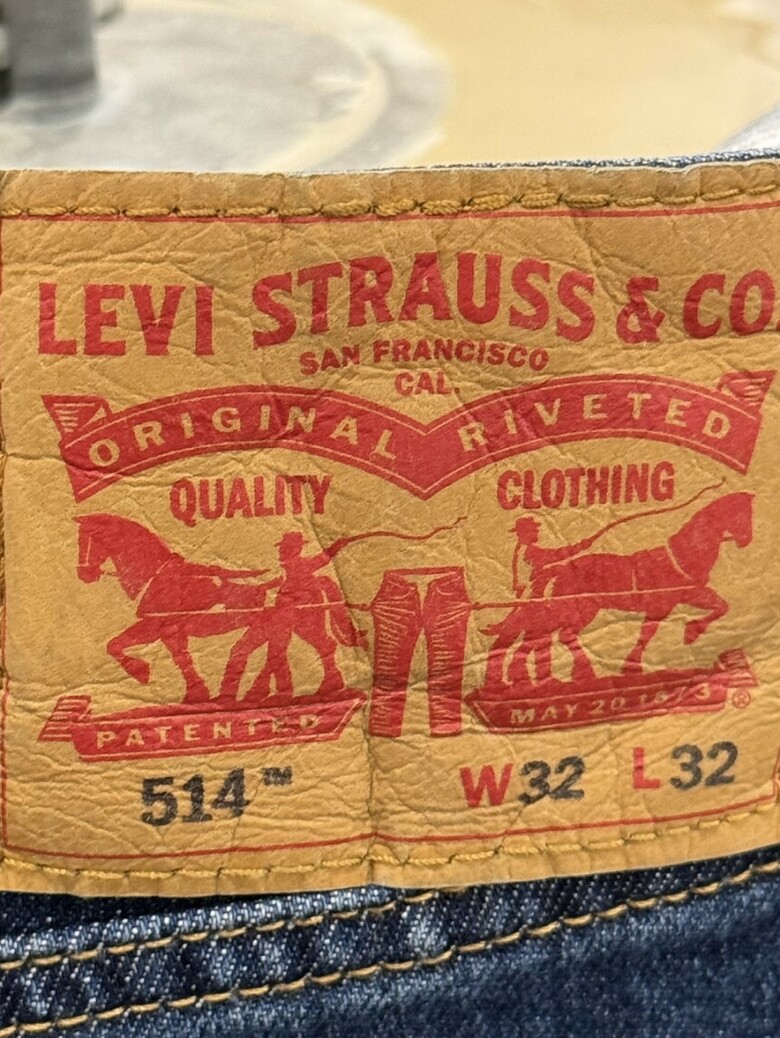 LEVI STRAUSS & CO
SAN FRANCISCO
CAL.
ORIGINAL RIVETED
QUALITY CLOTHING
PATENTED MAY 20 1873 ®
514™ W32 L32